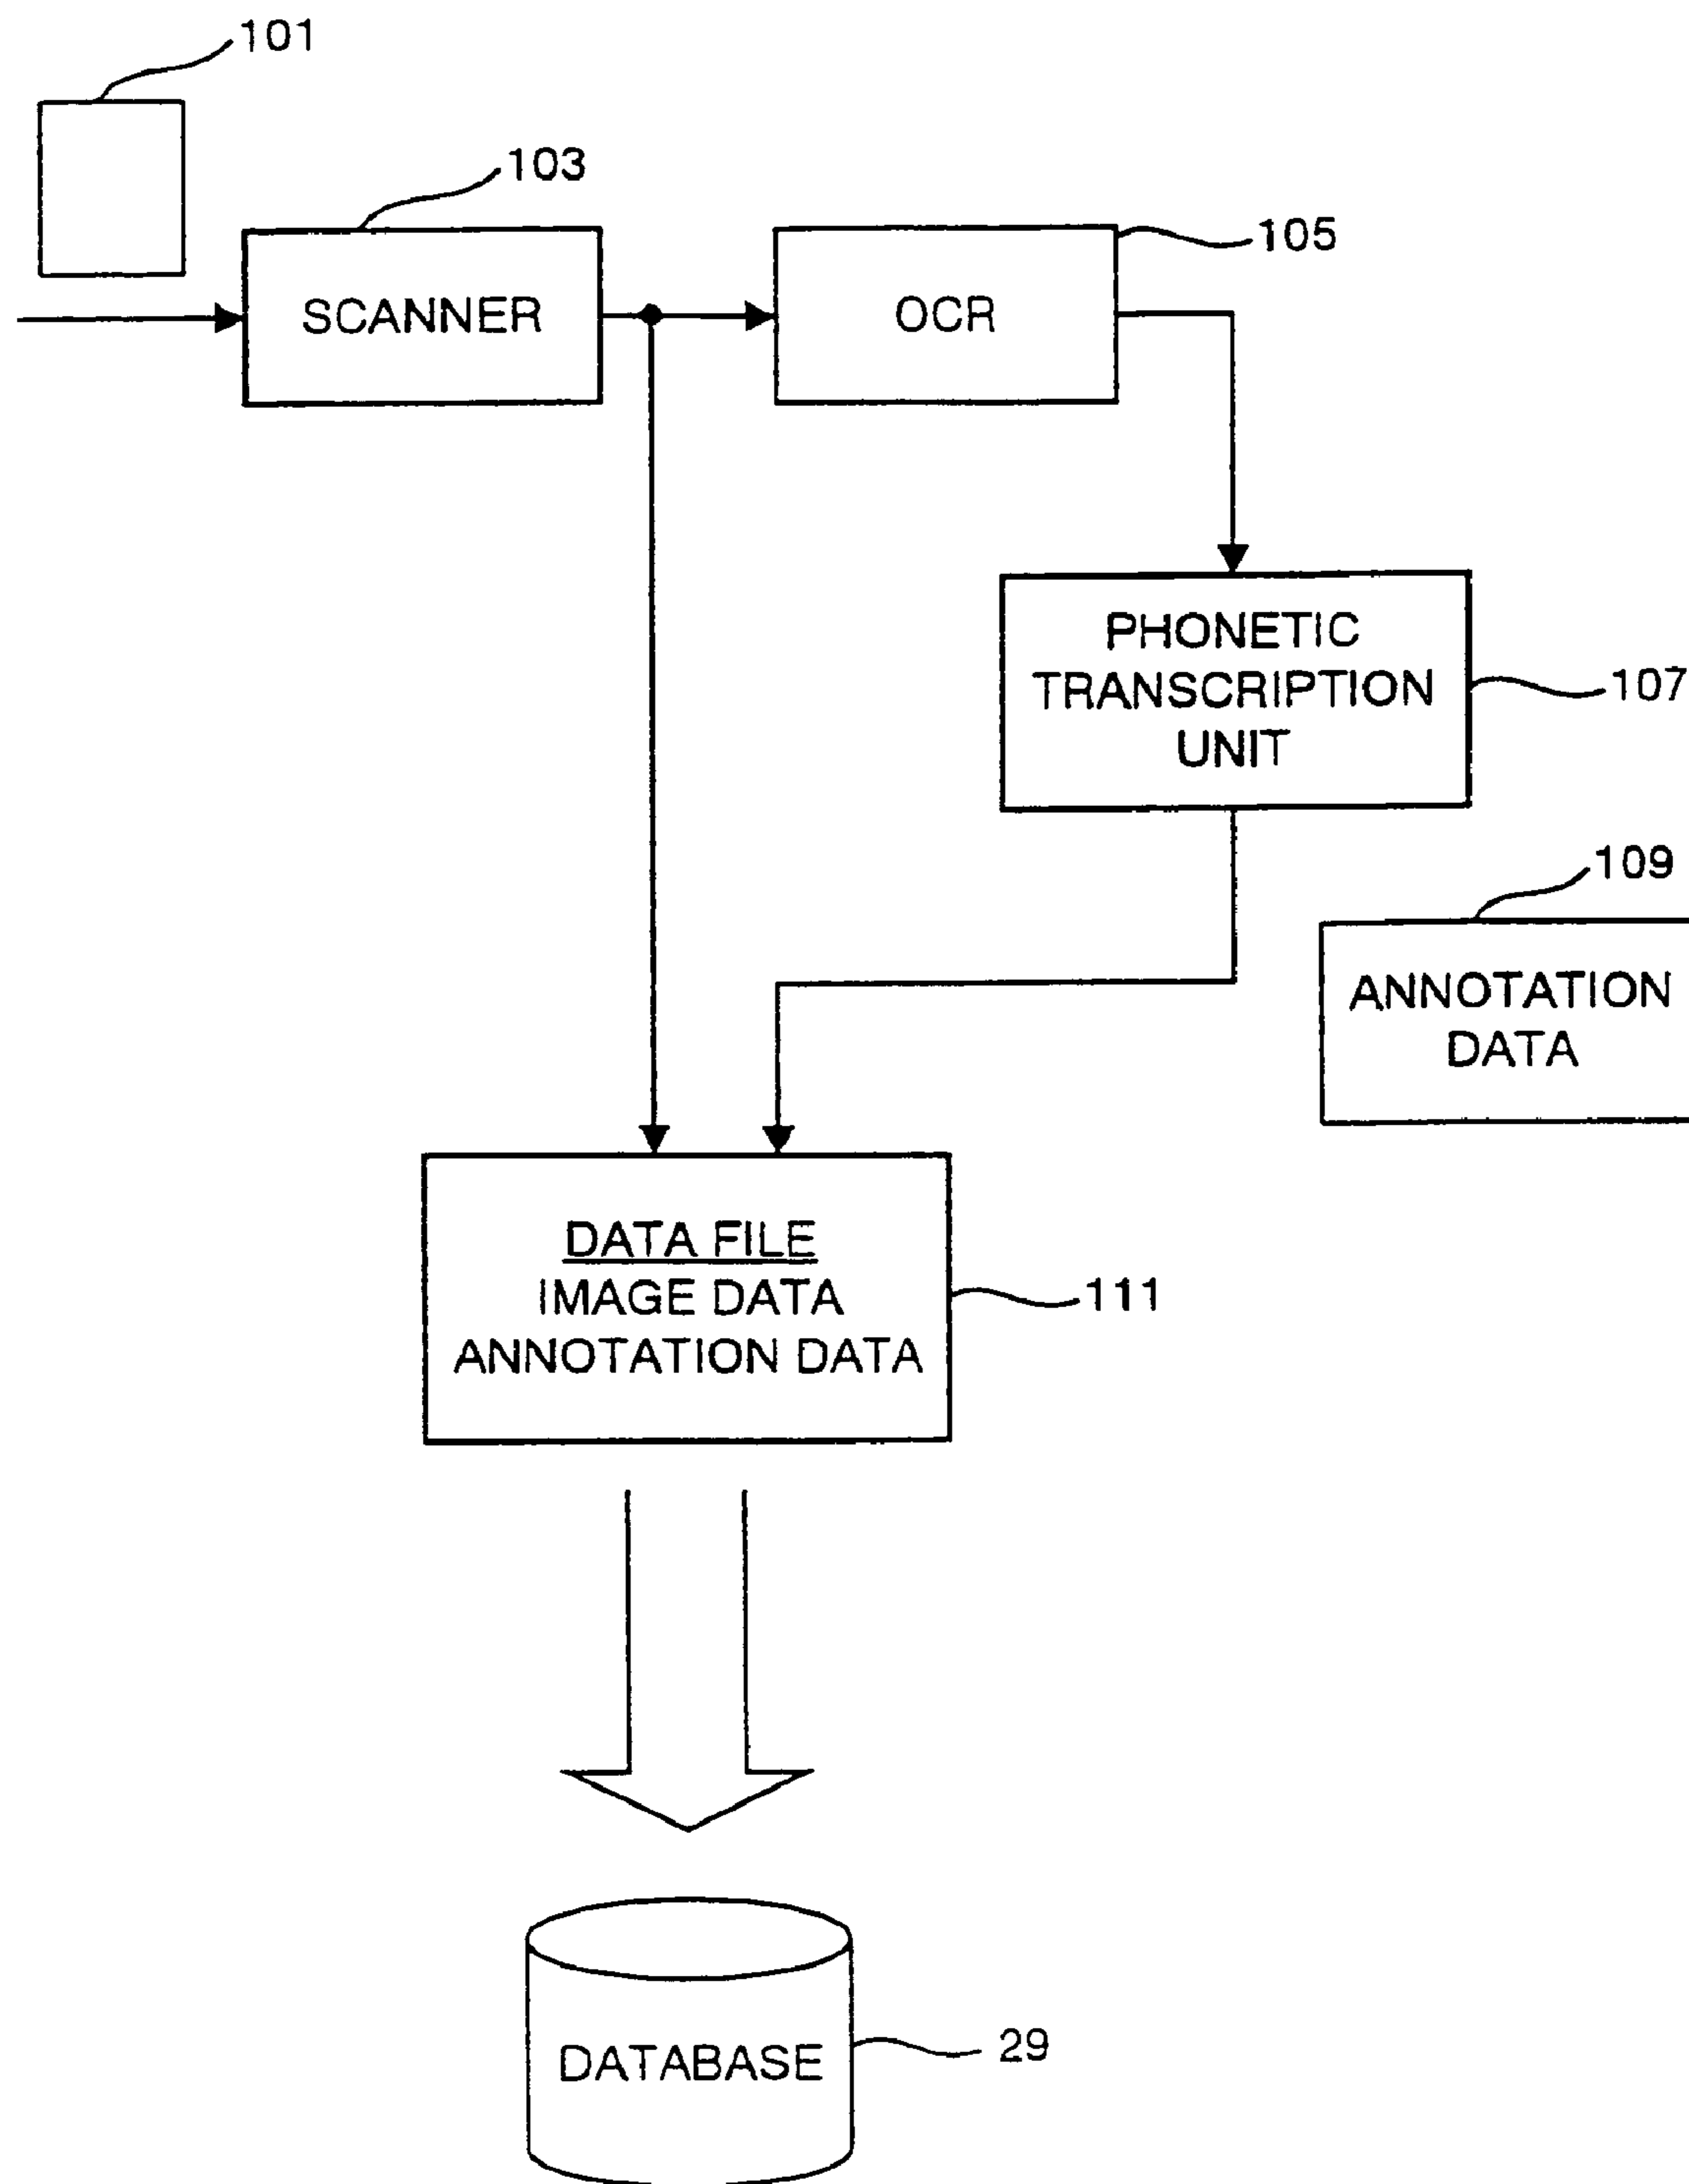 101
103
105
SCANNER
OCR
PHONETIC
TRANSCRIPTION
UNIT
107
109
ANNOTATION
DATA
DATA FILE
IMAGE DATA
ANNOTATION DATA
111
DATABASE
29